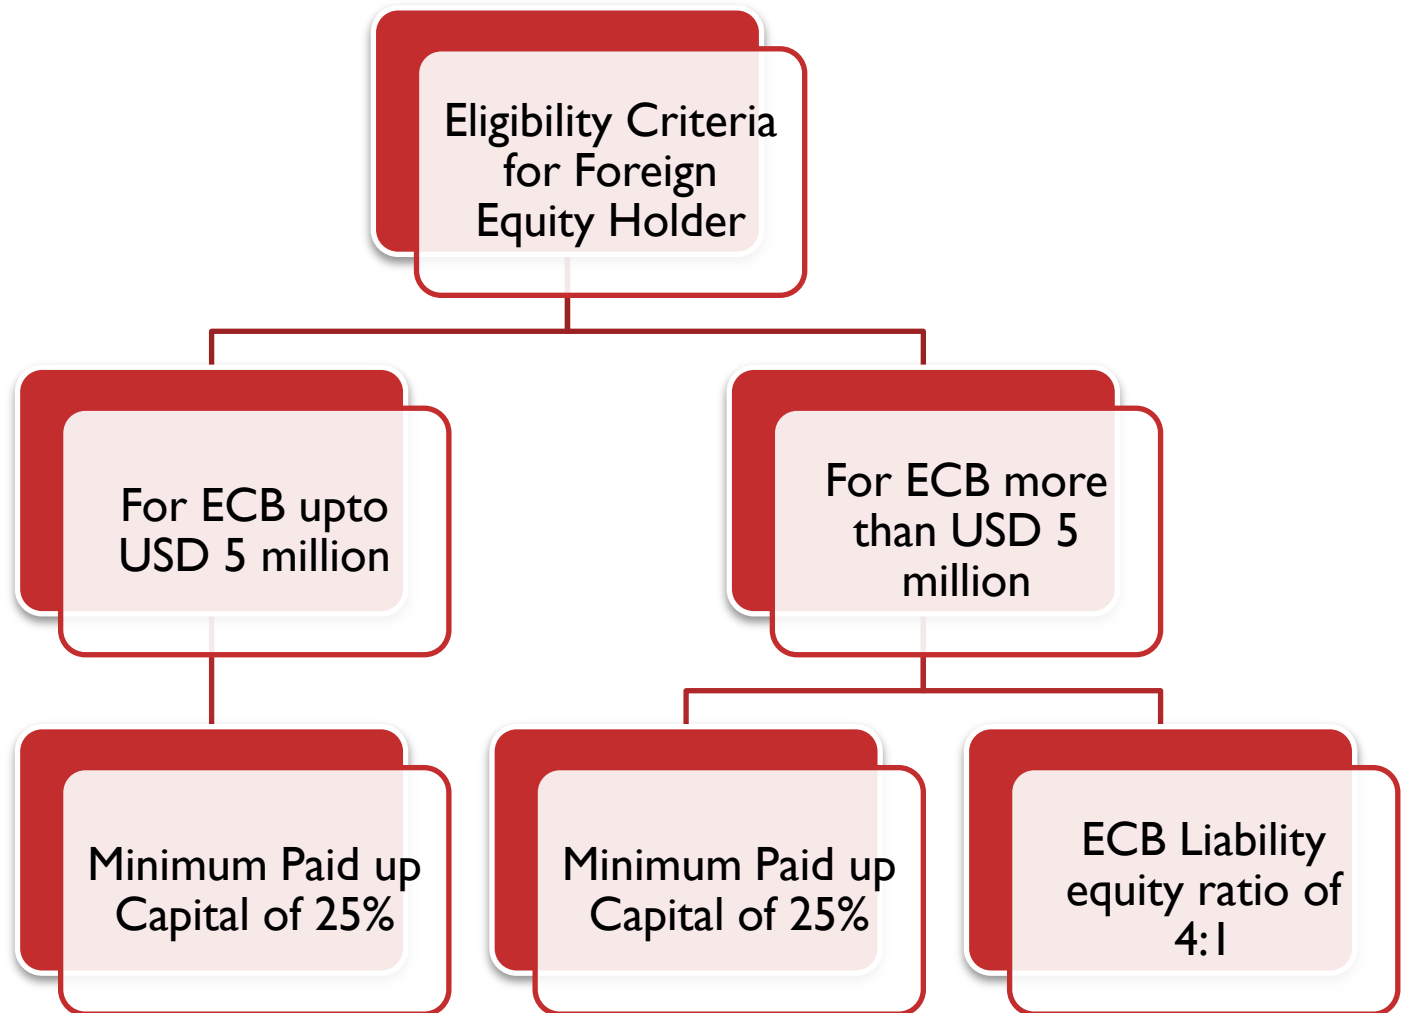 Eligibility Criteria
for Foreign
Equity Holder
For ECB upto
USD 5 million
For ECB more
than USD 5
million
Minimum Paid up
Capital of 25%
Minimum Paid up
Capital of 25%
ECB Liability
equity ratio of
4:1